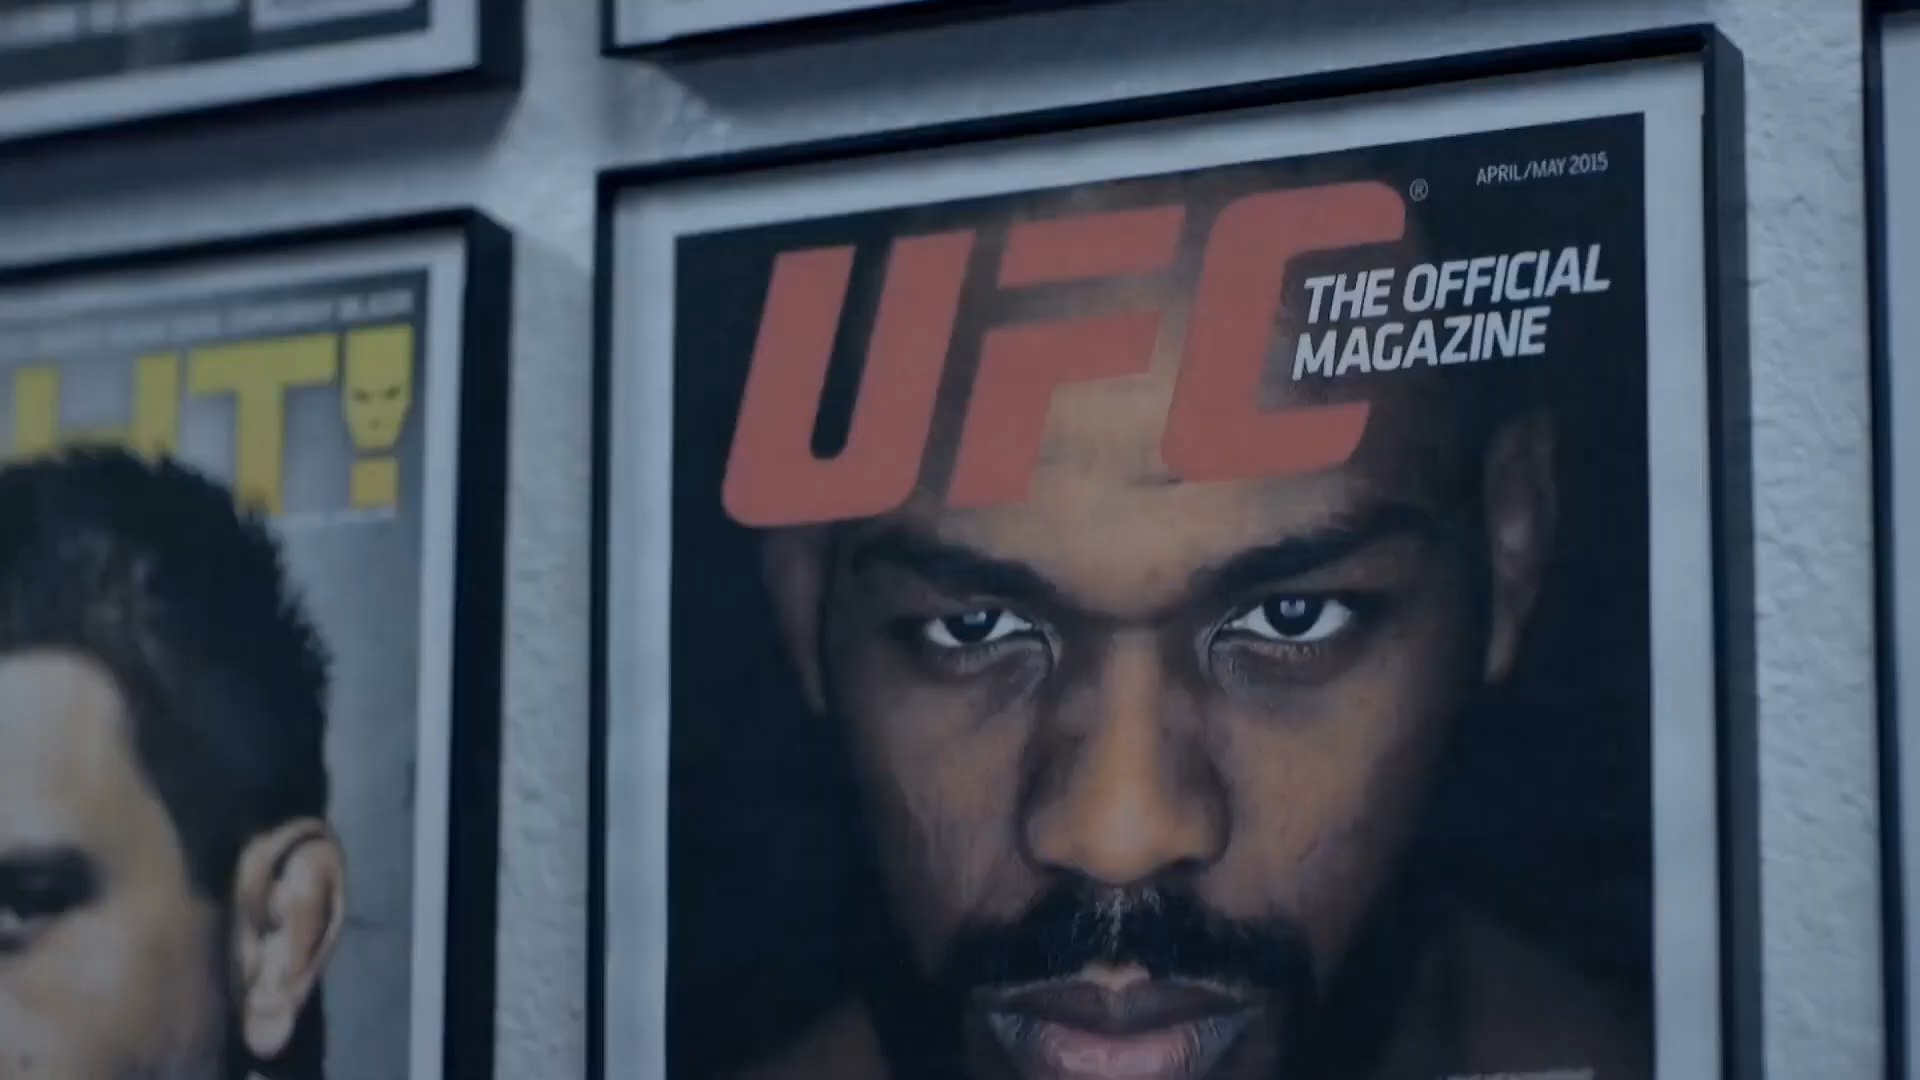 HT!
UFC®
APRIL/MAY 2015
THE OFFICIAL
MAGAZINE